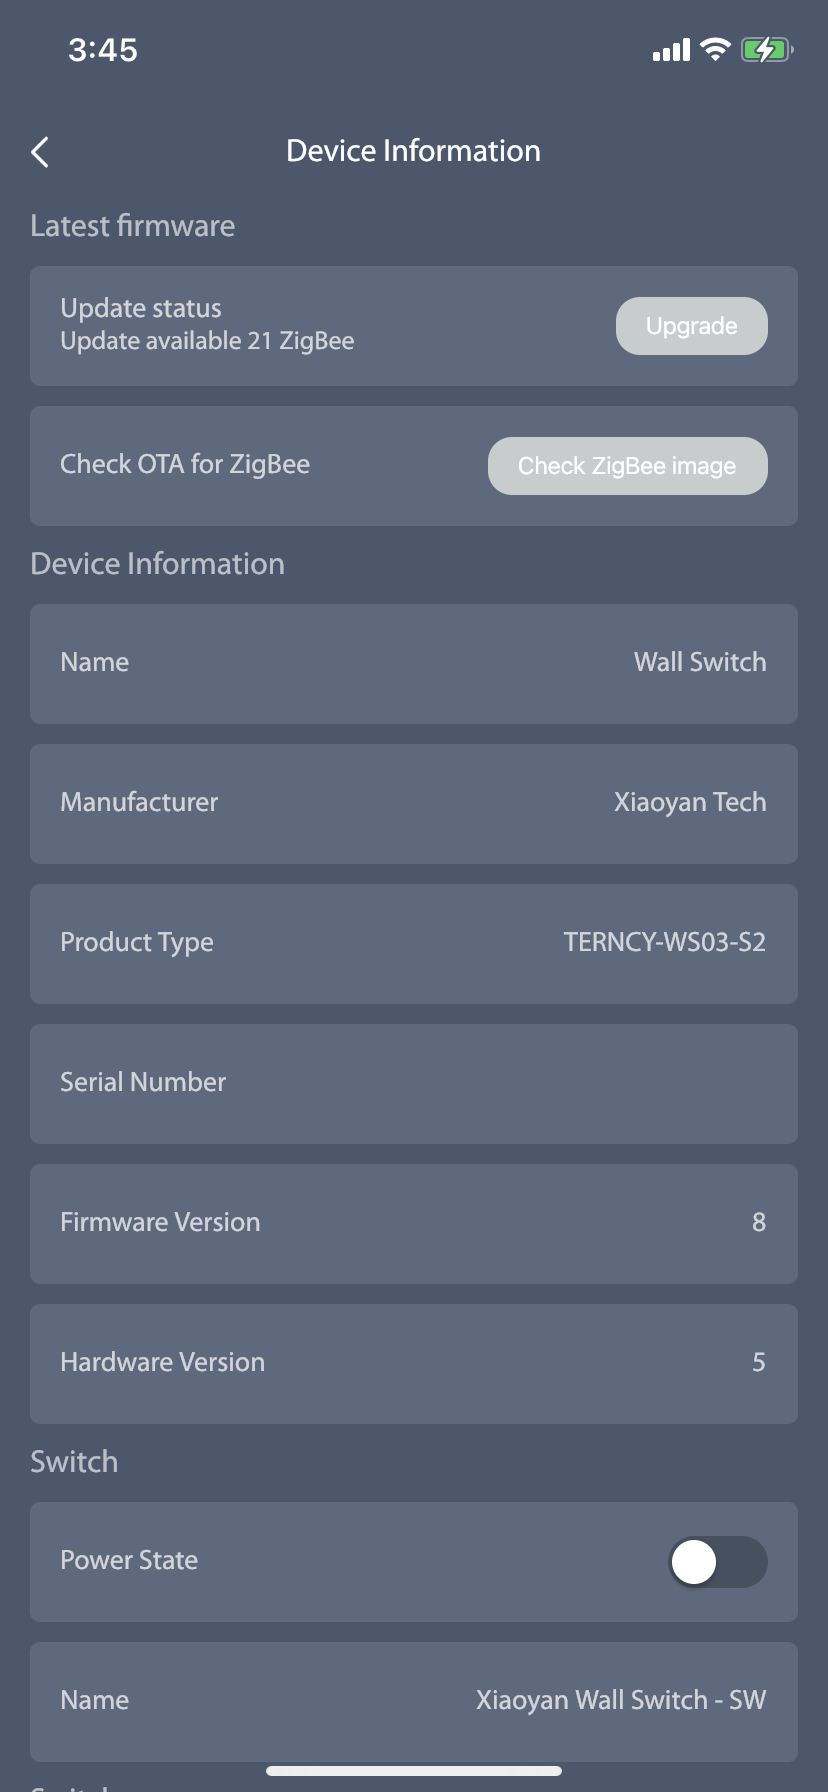 3:45
Device Information
Latest firmware
Update status
Update available 21 ZigBee
Upgrade
Check OTA for ZigBee
Check ZigBee image
Device Information
Name
Wall Switch
Manufacturer
Xiaoyan Tech
Product Type
TERNCY-WS03-S2
Serial Number
Firmware Version
8
Hardware Version
5
Switch
Power State
Name
Xiaoyan Wall Switch - SW